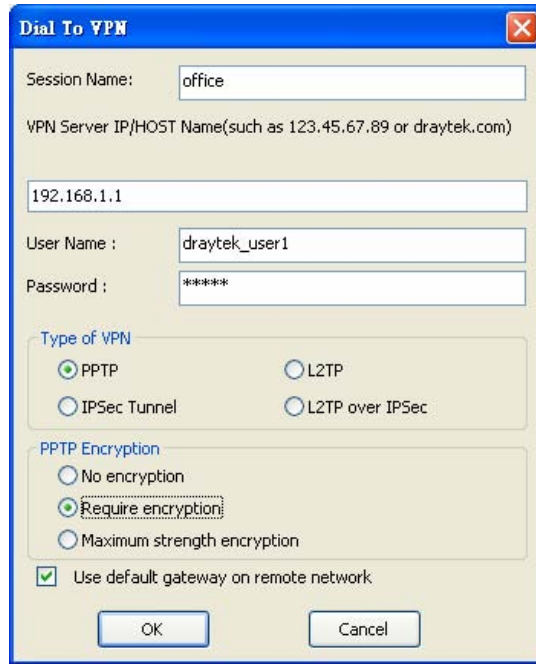 Dial To VPN
Session Name: office
VPN Server IP/HOST Name(such as 123.45.67.89 or draytek.com)
192.168.1.1
User Name : draytek_user1
Password : *****
Type of VPN
PPTP L2TP
IPSec Tunnel L2TP over IPSec
PPTP Encryption
No encryption
Require encryption
Maximum strength encryption
Use default gateway on remote network
OK Cancel